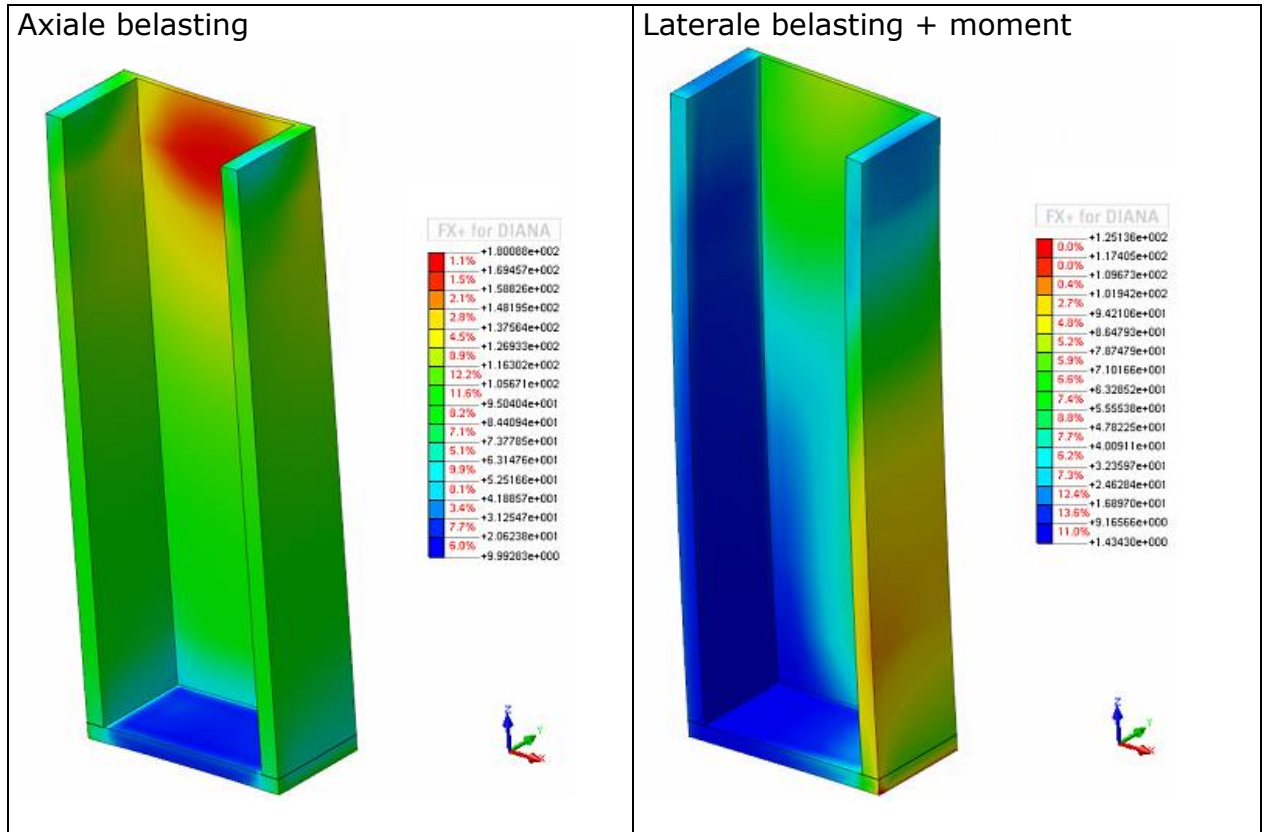 Axiale belasting
FX+ for DIANA
+1.80088e+002
1.1%
+1.69457e+002
1.5%
+1.58826e+002
2.1%
+1.48195e+002
2.8%
+1.37564e+002
4.5%
+1.26933e+002
8.9%
+1.16302e+002
12.2%
+1.05671e+002
11.6%
+9.50404e+001
8.2%
+8.44094e+001
7.1%
+7.37785e+001
5.1%
+6.31476e+001
9.9%
+5.25166e+001
8.1%
+4.18857e+001
3.4%
+3.12547e+001
7.7%
+2.06238e+001
6.0%
+9.99283e+000
Z
Y
X
Laterale belasting + moment
FX+ for DIANA
+1.25136e+002
0.0%
+1.17405e+002
0.0%
+1.09673e+002
0.4%
+1.01942e+002
2.7%
+9.42106e+001
4.8%
+8.64793e+001
5.2%
+7.87479e+001
5.9%
+7.10166e+001
6.6%
+6.32852e+001
7.4%
+5.55538e+001
8.8%
+4.78225e+001
7.7%
+4.00911e+001
6.2%
+3.23597e+001
7.3%
+2.46284e+001
12.4%
+1.68970e+001
13.6%
+9.16566e+000
11.0%
+1.43430e+000
Z
Y
X